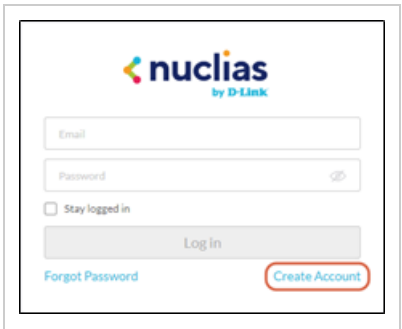 nuclias
by D-Link
Email
Password
Stay logged in
Log in
Forgot Password Create Account